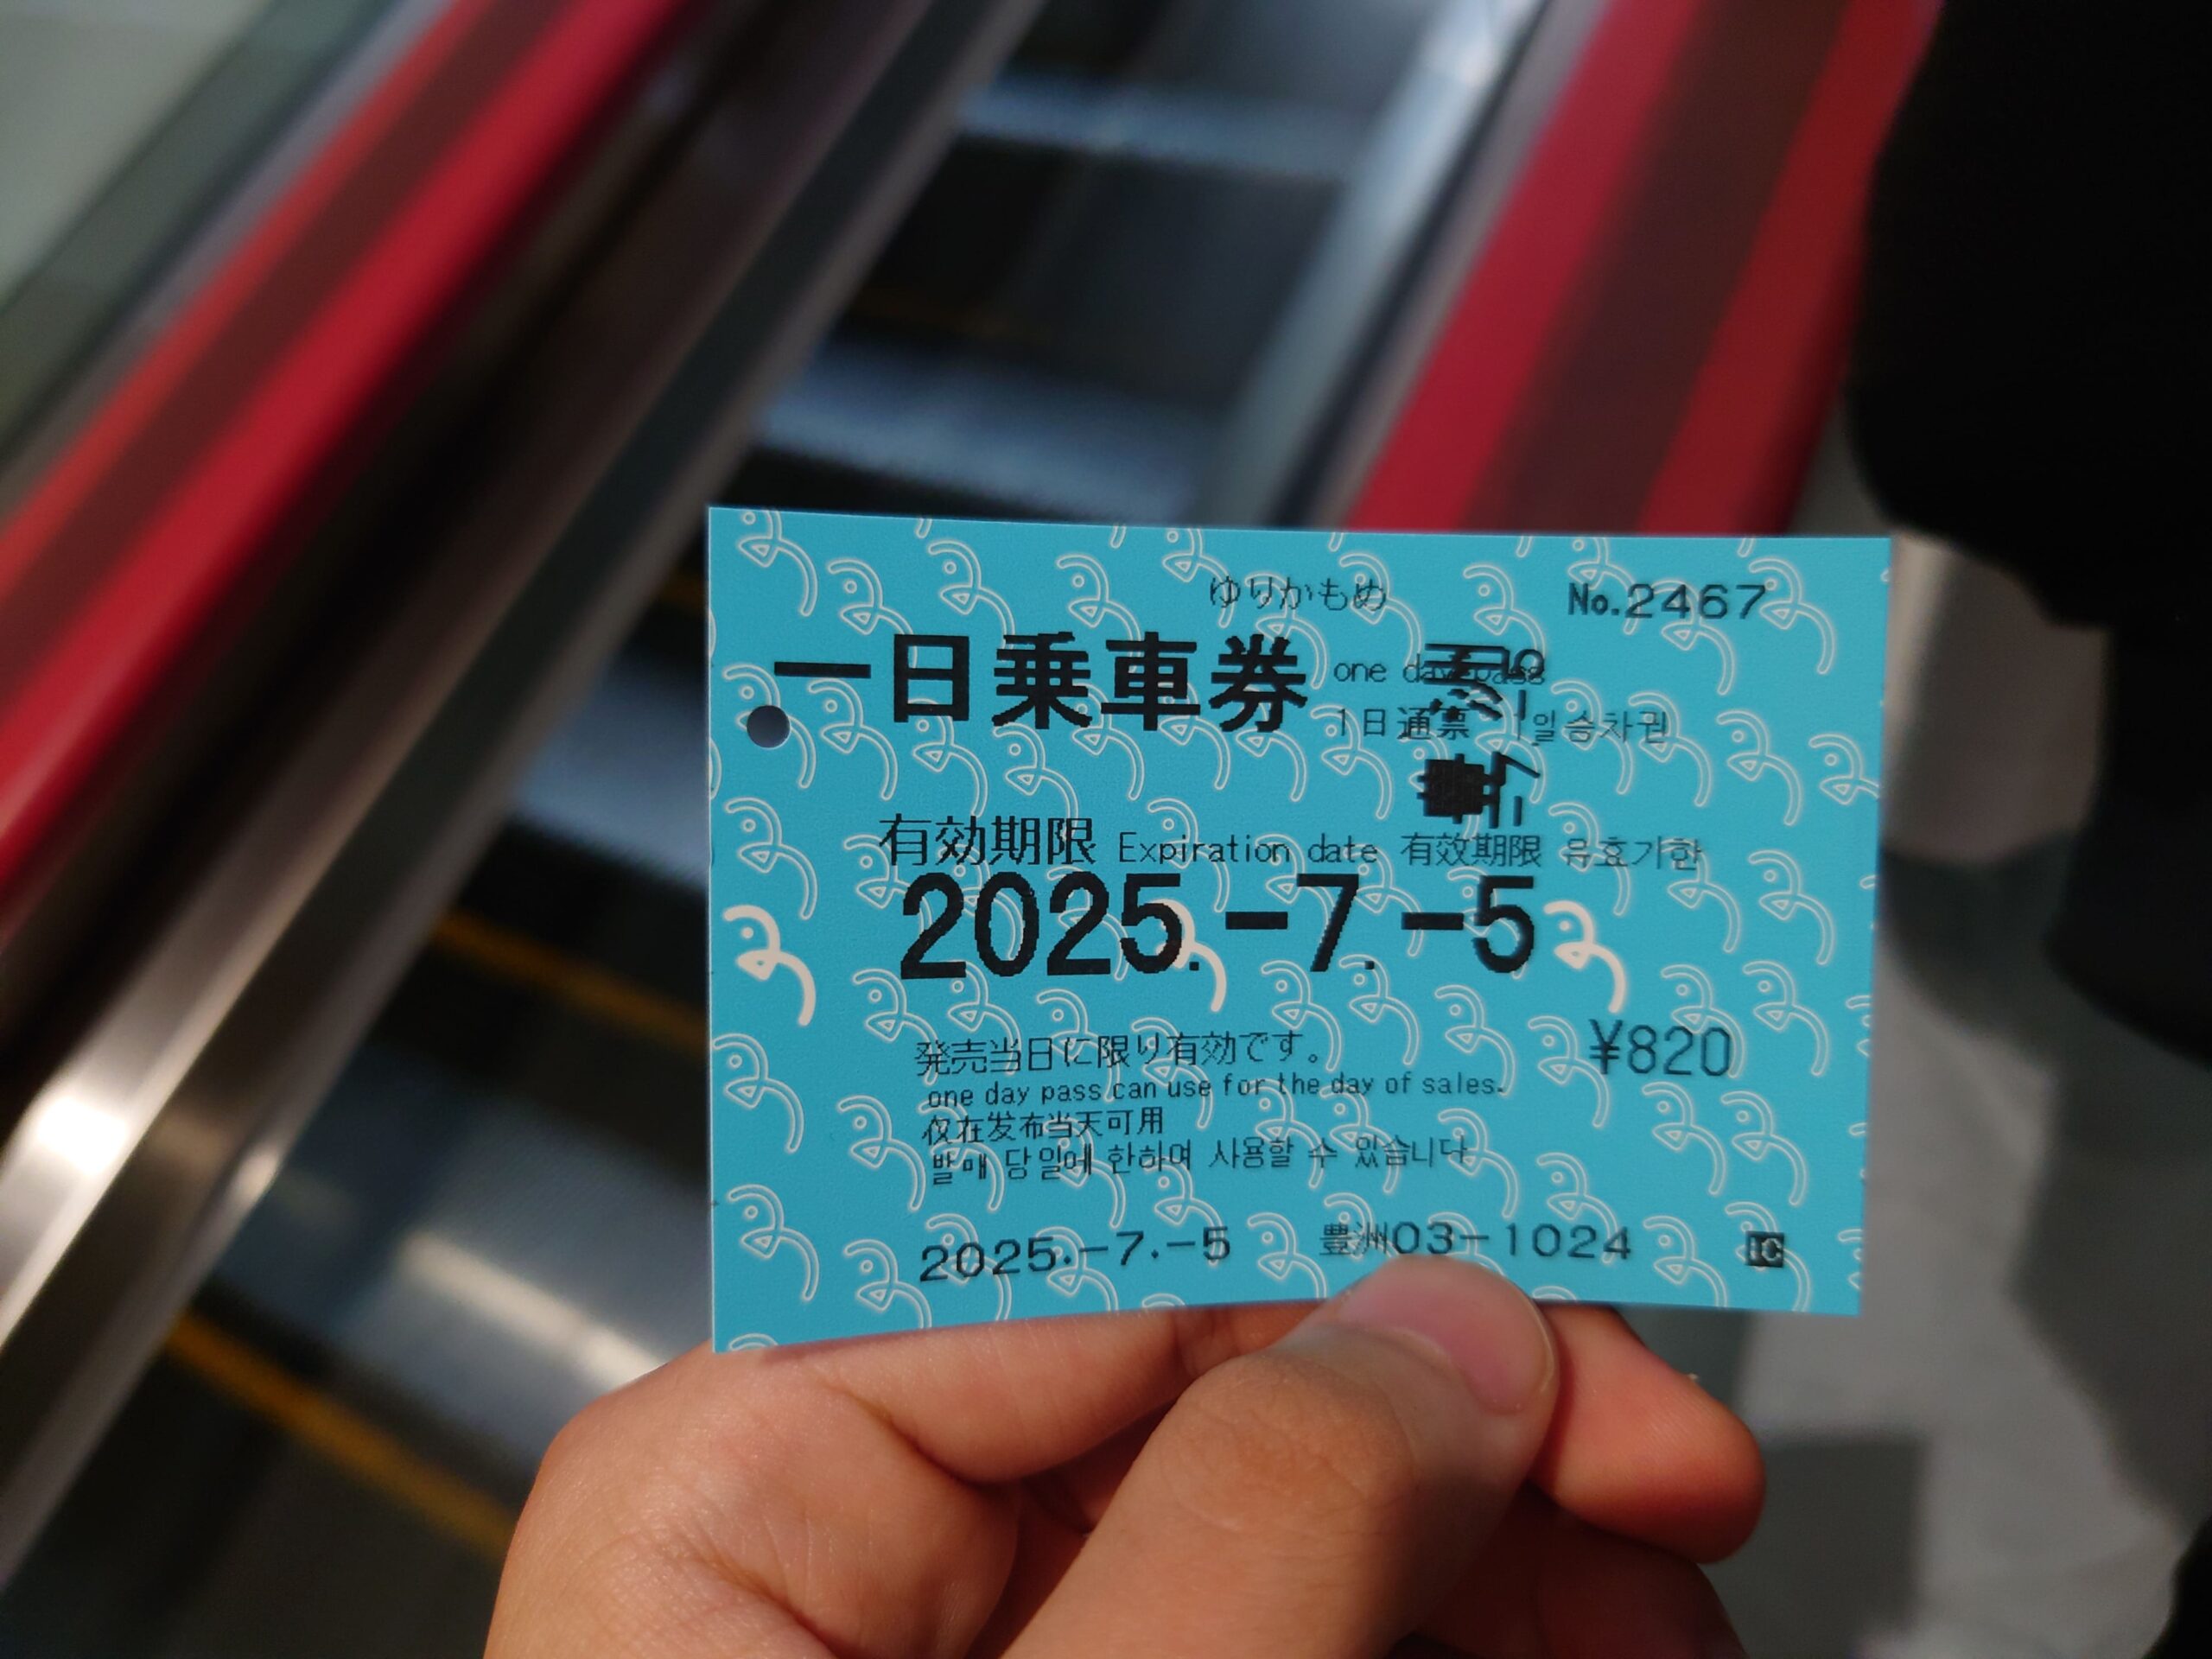 ゆりかもめ
No.2467
一日乗車券 one day pass
1日通票 1일승차권
有効期限 Expiration date 有效期限 유효기한
2025.-7.-5
¥820
発売当日に限り有効です。
one day pass can use for the day of sales.
仅在发布当天可用
발매 당일에 한하여 사용할 수 있습니다
2025.-7.-5 豊洲03-1024 IC